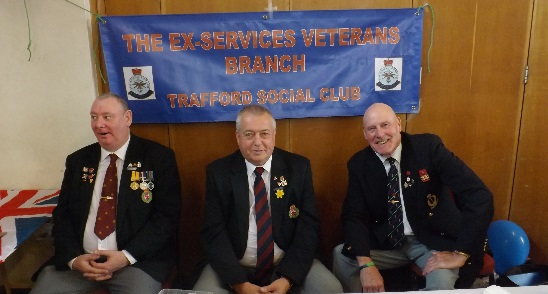 THE EX-SERVICES VETERANS
BRANCH
TRAFFORD SOCIAL CLUB